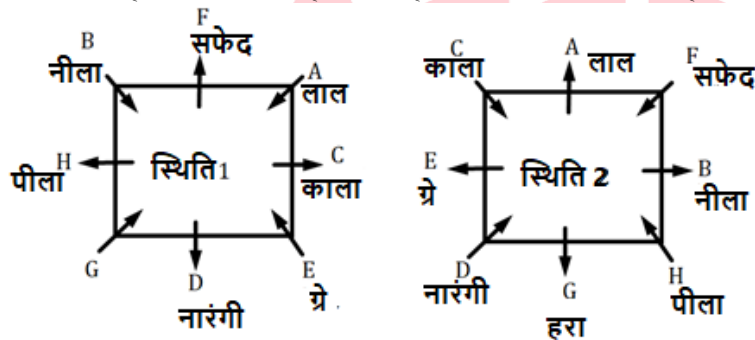 F
सफेद
B
नीला
A
लाल
H
पीला
स्थिति 1
C
काला
G
D
नारंगी
E
ग्रे
C
काला
A
लाल
F
सफेद
E
ग्रे
स्थिति 2
B
नीला
D
नारंगी
G
हरा
H
पीला